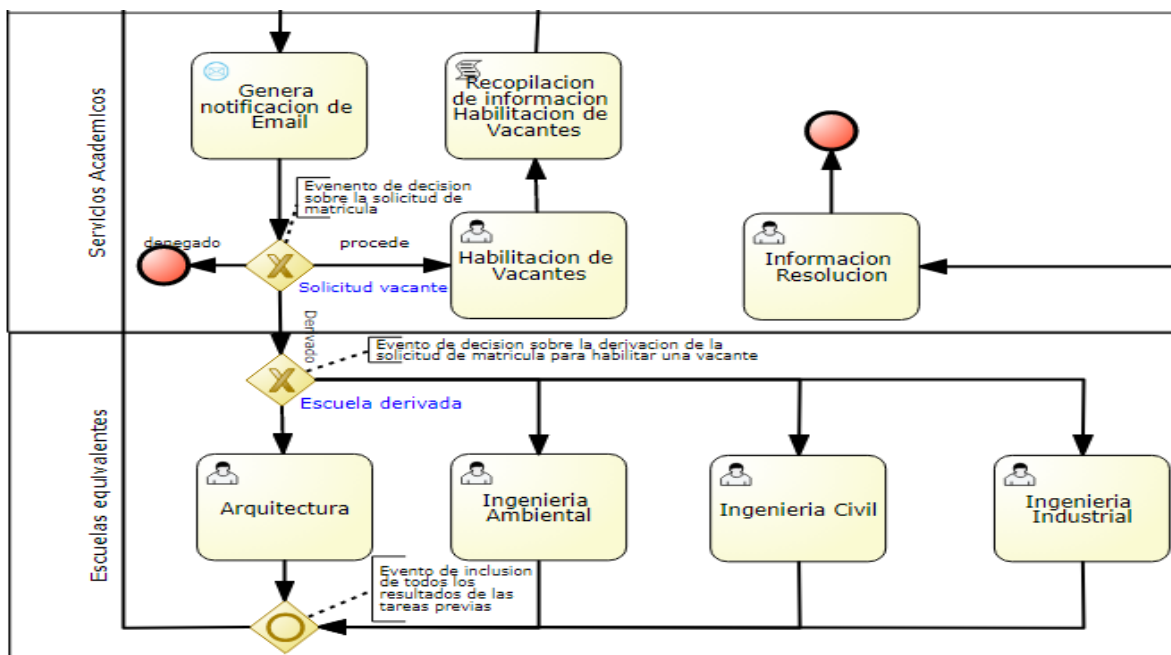 Servicios Academicos
Genera
notificacion de
Email
Recopilacion
de informacion
Habilitacion de
Vacantes
Evenento de decision
sobre la solicitud de
matricula
denegado
procede
Solicitud vacante
Habilitacion de
Vacantes
Informacion
Resolucion
Derivado
Escuelas equivalentes
Evento de decision sobre la derivacion de la
solicitud de matricula para habilitar una vacante
Escuela derivada
Arquitectura
Ingenieria
Ambiental
Ingenieria Civil
Ingenieria
Industrial
Evento de inclusion
de todos los
resultados de las
tareas previas